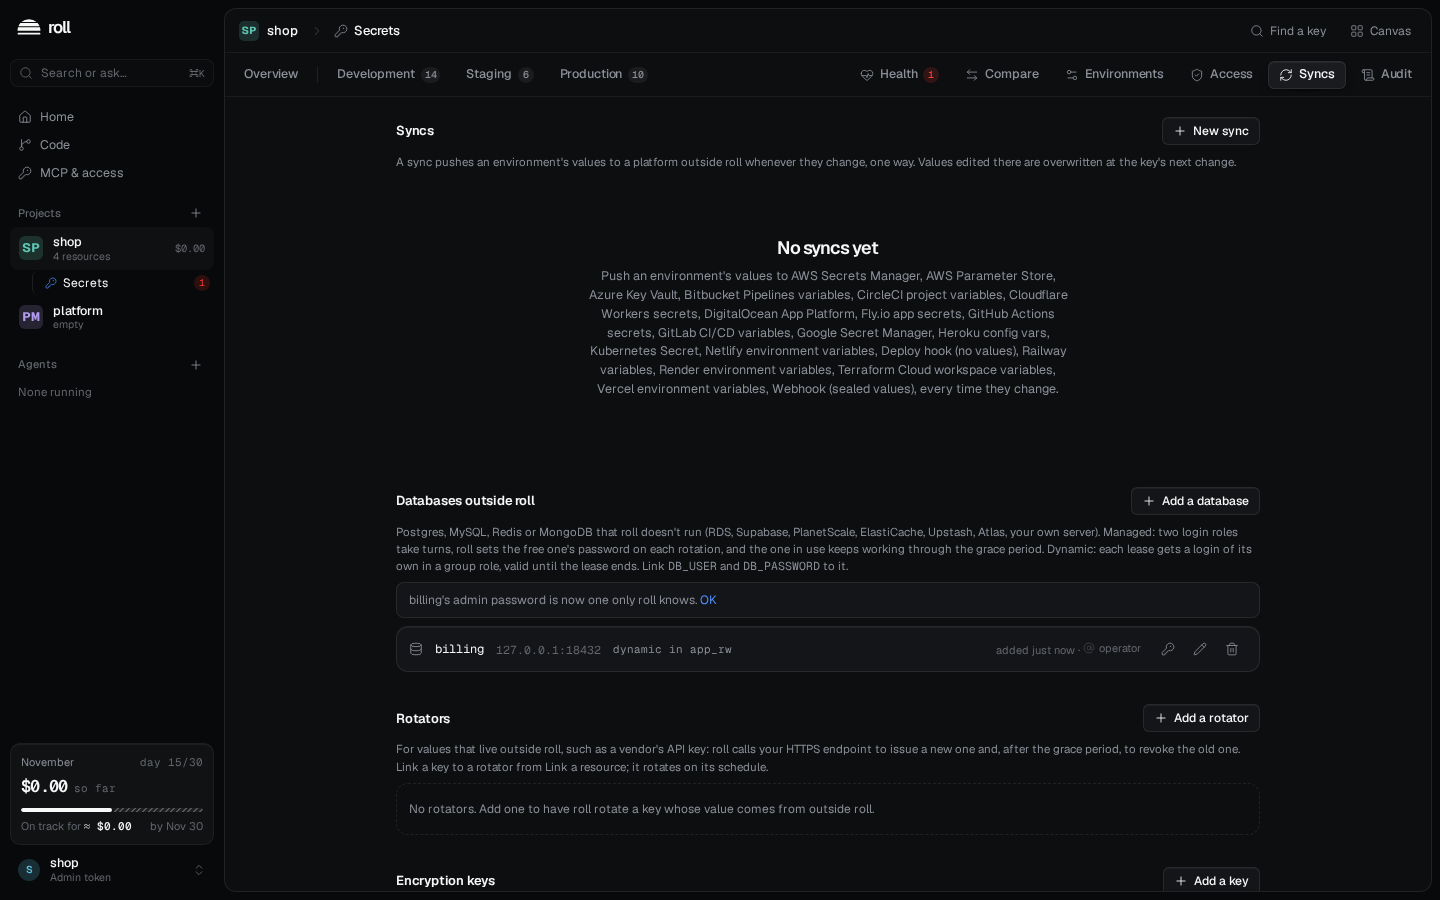 roll
Search or ask… ⌘K
Home
Code
MCP & access
Projects
SP shop $0.00
4 resources
Secrets 1
PM platform
empty
Agents
None running
November day 15/30
$0.00 so far
On track for ≈ $0.00 by Nov 30
S shop
Admin token
SP shop Secrets Find a key Canvas
Overview Development 14 Staging 6 Production 10 Health 1 Compare Environments Access Syncs Audit
Syncs New sync
A sync pushes an environment's values to a platform outside roll whenever they change, one way. Values edited there are overwritten at the key's next change.
No syncs yet
Push an environment's values to AWS Secrets Manager, AWS Parameter Store,
Azure Key Vault, Bitbucket Pipelines variables, CircleCI project variables, Cloudflare
Workers secrets, DigitalOcean App Platform, Fly.io app secrets, GitHub Actions
secrets, GitLab CI/CD variables, Google Secret Manager, Heroku config vars,
Kubernetes Secret, Netlify environment variables, Deploy hook (no values), Railway
variables, Render environment variables, Terraform Cloud workspace variables,
Vercel environment variables, Webhook (sealed values), every time they change.
Databases outside roll Add a database
Postgres, MySQL, Redis or MongoDB that roll doesn't run (RDS, Supabase, PlanetScale, ElastiCache, Upstash, Atlas, your own server). Managed: two login roles
take turns, roll sets the free one's password on each rotation, and the one in use keeps working through the grace period. Dynamic: each lease gets a login of its
own in a group role, valid until the lease ends. Link DB_USER and DB_PASSWORD to it.
billing's admin password is now one only roll knows. OK
billing 127.0.0.1:18432 dynamic in app_rw added just now · @ operator
Rotators Add a rotator
For values that live outside roll, such as a vendor's API key: roll calls your HTTPS endpoint to issue a new one and, after the grace period, to revoke the old one.
Link a key to a rotator from Link a resource; it rotates on its schedule.
No rotators. Add one to have roll rotate a key whose value comes from outside roll.
Encryption keys Add a key